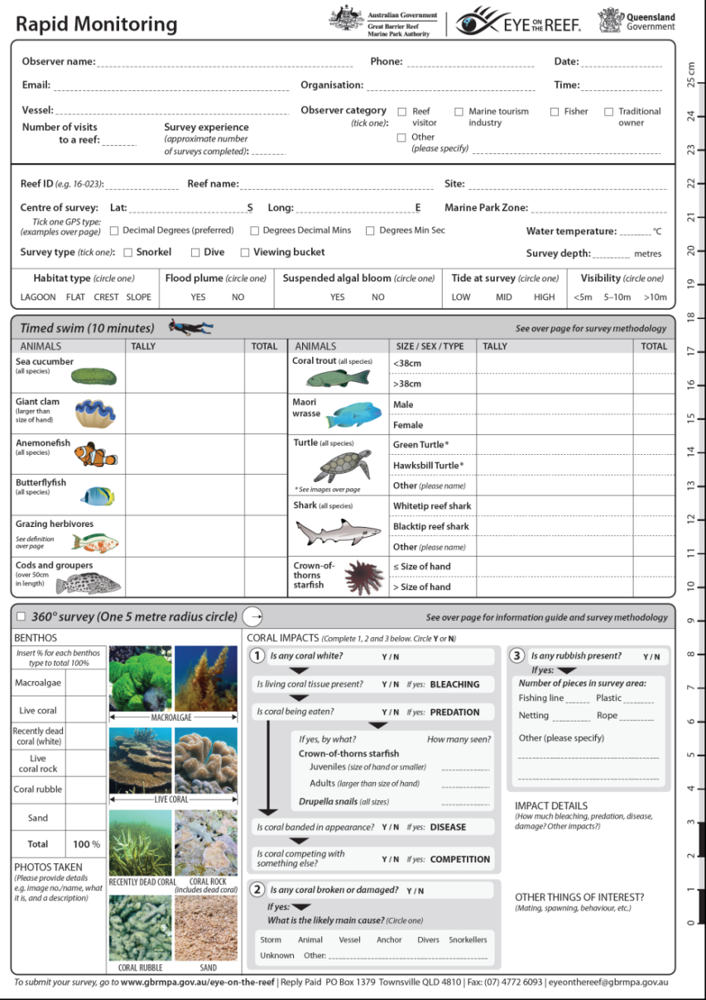 Rapid Monitoring
Australian Government
Great Barrier Reef
Marine Park Authority
EYE ON THE REEF.
Queensland
Government
Observer name: Phone: Date:
Email: Organisation: Time:
Vessel: Observer category (tick one): Reef visitor Marine tourism industry Fisher Traditional owner
Number of visits to a reef: Survey experience (approximate number of surveys completed): Other (please specify)
Reef ID (e.g. 16-023): Reef name: Site:
Centre of survey: Lat: S Long: E Marine Park Zone:
Tick one GPS type: (examples over page) Decimal Degrees (preferred) Degrees Decimal Mins Degrees Min Sec Water temperature: °C
Survey type (tick one): Snorkel Dive Viewing bucket Survey depth: metres
Habitat type (circle one) Flood plume (circle one) Suspended algal bloom (circle one) Tide at survey (circle one) Visibility (circle one)
LAGOON FLAT CREST SLOPE YES NO YES NO LOW MID HIGH <5m 5–10m >10m
Timed swim (10 minutes) See over page for survey methodology
ANIMALS TALLY TOTAL ANIMALS SIZE / SEX / TYPE TALLY TOTAL
Sea cucumber
(all species)
Giant clam
(larger than
size of hand)
Anemonefish
(all species)
Butterflyfish
(all species)
Grazing herbivores
See definition
over page
Cods and groupers
(over 50cm
in length)
Coral trout (all species)
<38cm
>38cm
Maori
wrasse
Male
Female
Turtle (all species)
Green Turtle*
Hawksbill Turtle*
* See images over page
Other (please name)
Shark (all species)
Whitetip reef shark
Blacktip reef shark
Other (please name)
Crown-of-
thorns
starfish
≤ Size of hand
> Size of hand
360° survey (One 5 metre radius circle) See over page for information guide and survey methodology
BENTHOS
Insert % for each benthos
type to total 100%
Macroalgae
Live coral
Recently dead
coral (white)
Live
coral rock
Coral rubble
Sand
Total 100 %
PHOTOS TAKEN
(Please provide details
e.g. image no./name, what
it is, and a description)
MACROALGAE
LIVE CORAL
RECENTLY DEAD CORAL CORAL ROCK
(includes dead coral)
CORAL RUBBLE SAND
CORAL IMPACTS (Complete 1, 2 and 3 below. Circle Y or N)
1 Is any coral white? Y / N
Is living coral tissue present? Y / N If yes: BLEACHING
Is coral being eaten? Y / N If yes: PREDATION
If yes, by what? How many seen?
Crown-of-thorns starfish
Juveniles (size of hand or smaller)
Adults (larger than size of hand)
Drupella snails (all sizes)
Is coral banded in appearance? Y / N If yes: DISEASE
Is coral competing with
something else? Y / N If yes: COMPETITION
2 Is any coral broken or damaged? Y / N
If yes:
What is the likely main cause? (Circle one)
Storm Animal Vessel Anchor Divers Snorkellers
Unknown Other:
3 Is any rubbish present? Y / N
If yes:
Number of pieces in survey area:
Fishing line Plastic
Netting Rope
Other (please specify)
IMPACT DETAILS
(How much bleaching, predation, disease,
damage? Other impacts?)
OTHER THINGS OF INTEREST?
(Mating, spawning, behaviour, etc.)
To submit your survey, go to www.gbrmpa.gov.au/eye-on-the-reef | Reply Paid PO Box 1379 Townsville QLD 4810 | Fax: (07) 4772 6093 | eyeonthereef@gbrmpa.gov.au
25 cm
24
23
22
21
20
19
18
17
16
15
14
13
12
11
10
9
8
7
6
5
4
3
2
1
0